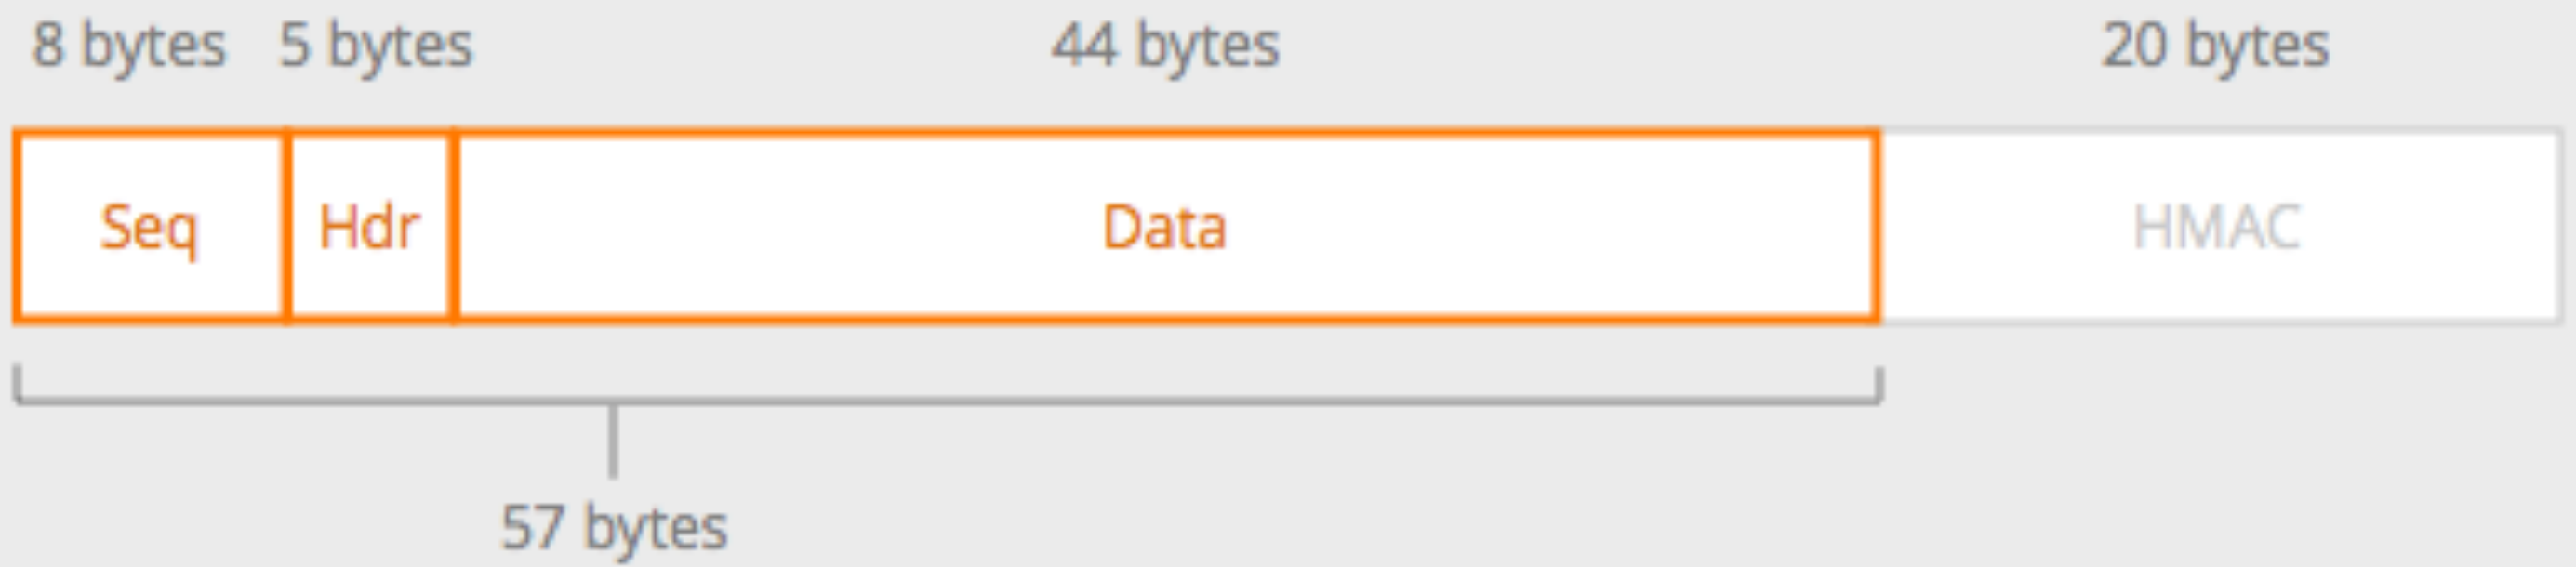 8 bytes 5 bytes 44 bytes 20 bytes
Seq Hdr Data HMAC
57 bytes